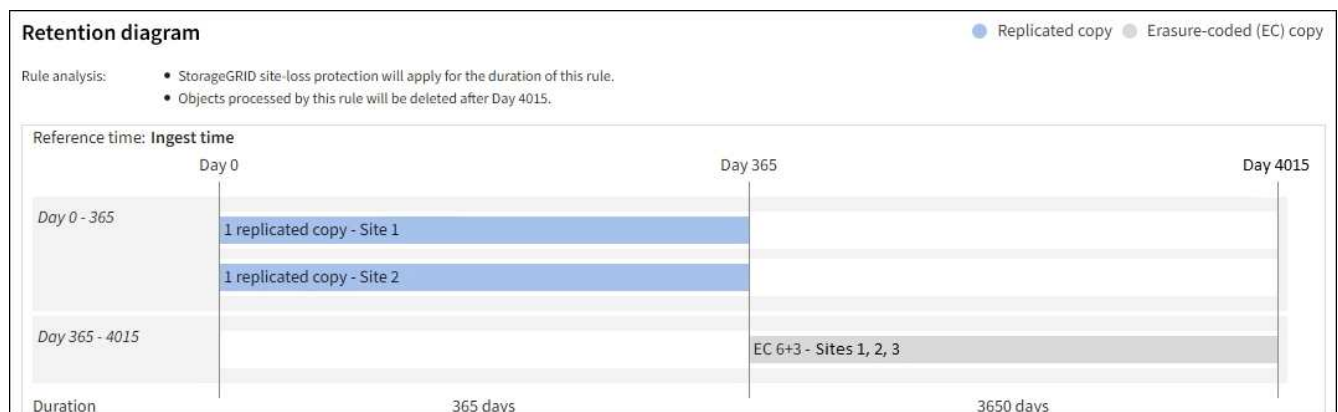 Retention diagram
Replicated copy Erasure-coded (EC) copy
Rule analysis:
• StorageGRID site-loss protection will apply for the duration of this rule.
• Objects processed by this rule will be deleted after Day 4015.
Reference time: Ingest time
Day 0 Day 365 Day 4015
Day 0 - 365
1 replicated copy - Site 1
1 replicated copy - Site 2
Day 365 - 4015
EC 6+3 - Sites 1, 2, 3
Duration 365 days 3650 days